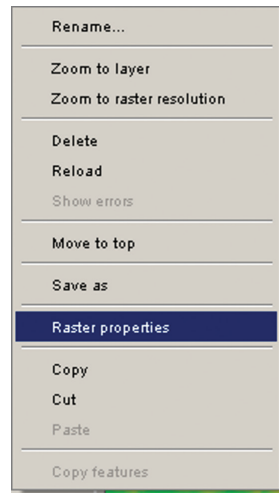 Rename...
Zoom to layer
Zoom to raster resolution
Delete
Reload
Show errors
Move to top
Save as
Raster properties
Copy
Cut
Paste
Copy features